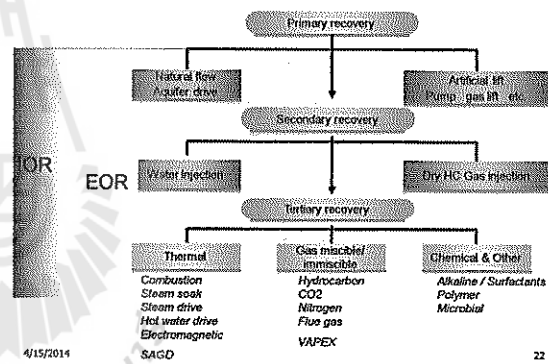 Primary recovery
Natural flow
Aquifer drive
Artificial lift
Pump gas lift etc
Secondary recovery
IOR
EOR
Water injection
Dry HC Gas injection
Tertiary recovery
Thermal
Combustion
Steam soak
Steam drive
Hot water drive
Electromagnetic
SAGD
Gas miscible/
immiscible
Hydrocarbon
CO2
Nitrogen
Flue gas
VAPEX
Chemical & Other
Alkaline / Surfactants
Polymer
Microbial
4/15/2014
22